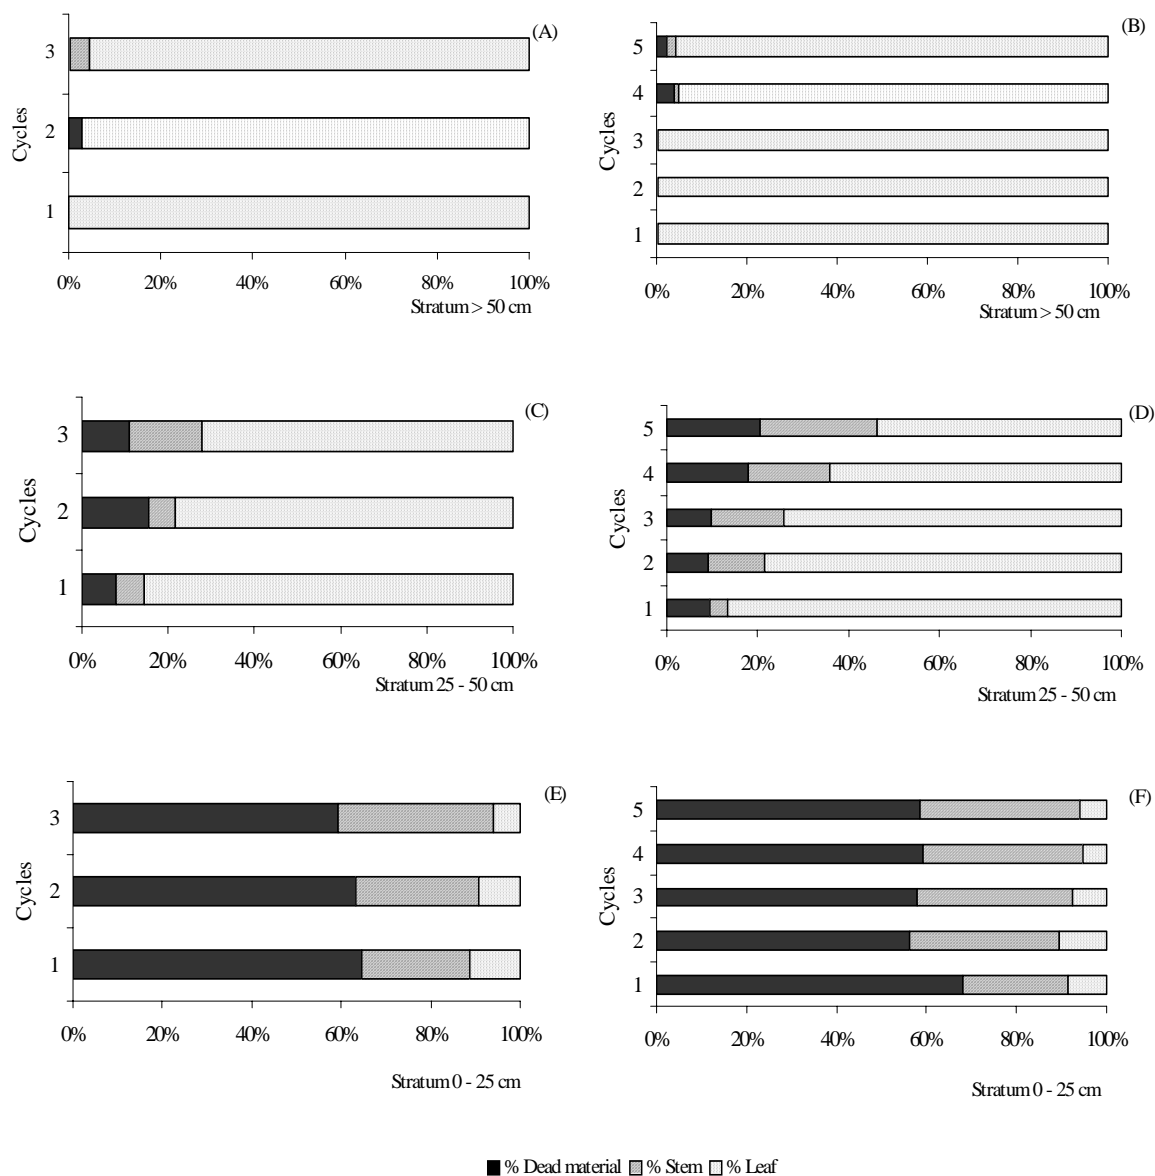 (A)
3
2
1
Cycles
0% 20% 40% 60% 80% 100%
Stratum > 50 cm
(B)
5
4
3
2
1
Cycles
0% 20% 40% 60% 80% 100%
Stratum > 50 cm
(C)
3
2
1
Cycles
0% 20% 40% 60% 80% 100%
Stratum 25 - 50 cm
(D)
5
4
3
2
1
Cycles
0% 20% 40% 60% 80% 100%
Stratum 25 - 50 cm
(E)
3
2
1
Cycles
0% 20% 40% 60% 80% 100%
Stratum 0 - 25 cm
(F)
5
4
3
2
1
Cycles
0% 20% 40% 60% 80% 100%
Stratum 0 - 25 cm
% Dead material % Stem % Leaf